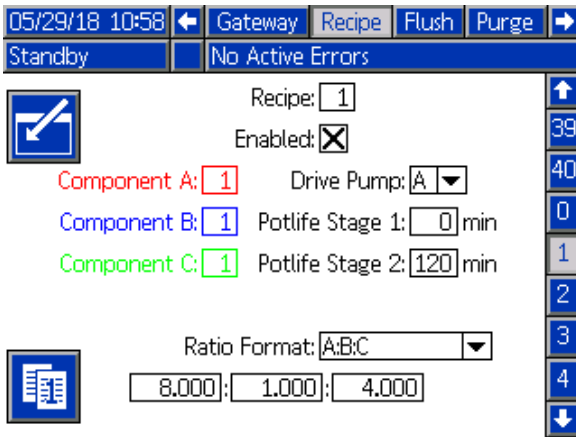 05/29/18 10:58 Gateway Recipe Flush Purge
Standby No Active Errors
Recipe: 1
Enabled:
Component A: 1 Drive Pump: A
Component B: 1 Potlife Stage 1: 0 min
Component C: 1 Potlife Stage 2: 120 min
Ratio Format: A:B:C
8.000 : 1.000 : 4.000
1
39
40
0
1
2
3
4